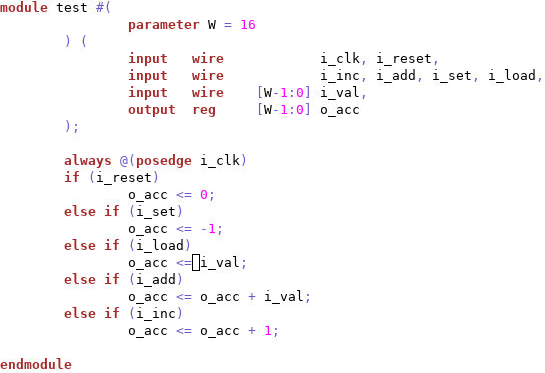 module test #(
parameter W = 16
) (
input wire i_clk, i_reset,
input wire i_inc, i_add, i_set, i_load,
input wire [W-1:0] i_val,
output reg [W-1:0] o_acc
);
always @(posedge i_clk)
if (i_reset)
o_acc <= 0;
else if (i_set)
o_acc <= -1;
else if (i_load)
o_acc <= i_val;
else if (i_add)
o_acc <= o_acc + i_val;
else if (i_inc)
o_acc <= o_acc + 1;
endmodule